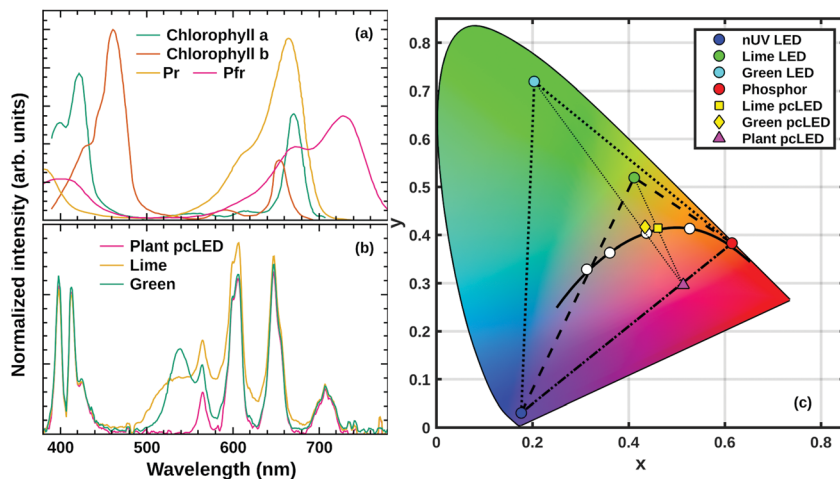 (a)
Chlorophyll a
Chlorophyll b
Pr Pfr
Normalized intensity (arb. units)
(b)
Plant pcLED
Lime
Green
400 500 600 700
Wavelength (nm)
nUV LED
Lime LED
Green LED
Phosphor
Lime pcLED
Green pcLED
Plant pcLED
0.8
0.7
0.6
0.5
0.4
0.3
0.2
0.1
0
y
(c)
0 0.2 0.4 0.6 0.8
x